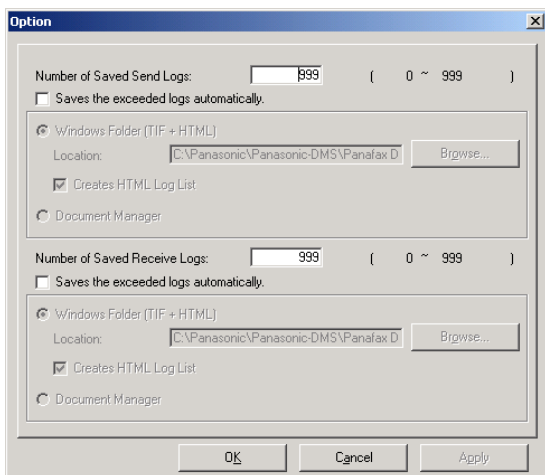 Option
Number of Saved Send Logs: 999 ( 0 ~ 999 )
Saves the exceeded logs automatically.
Windows Folder (TIF + HTML)
Location: C:\Panasonic\Panasonic-DMS\Panafax D Browse...
Creates HTML Log List
Document Manager
Number of Saved Receive Logs: 999 ( 0 ~ 999 )
Saves the exceeded logs automatically.
Windows Folder (TIF + HTML)
Location: C:\Panasonic\Panasonic-DMS\Panafax D Browse...
Creates HTML Log List
Document Manager
OK Cancel Apply